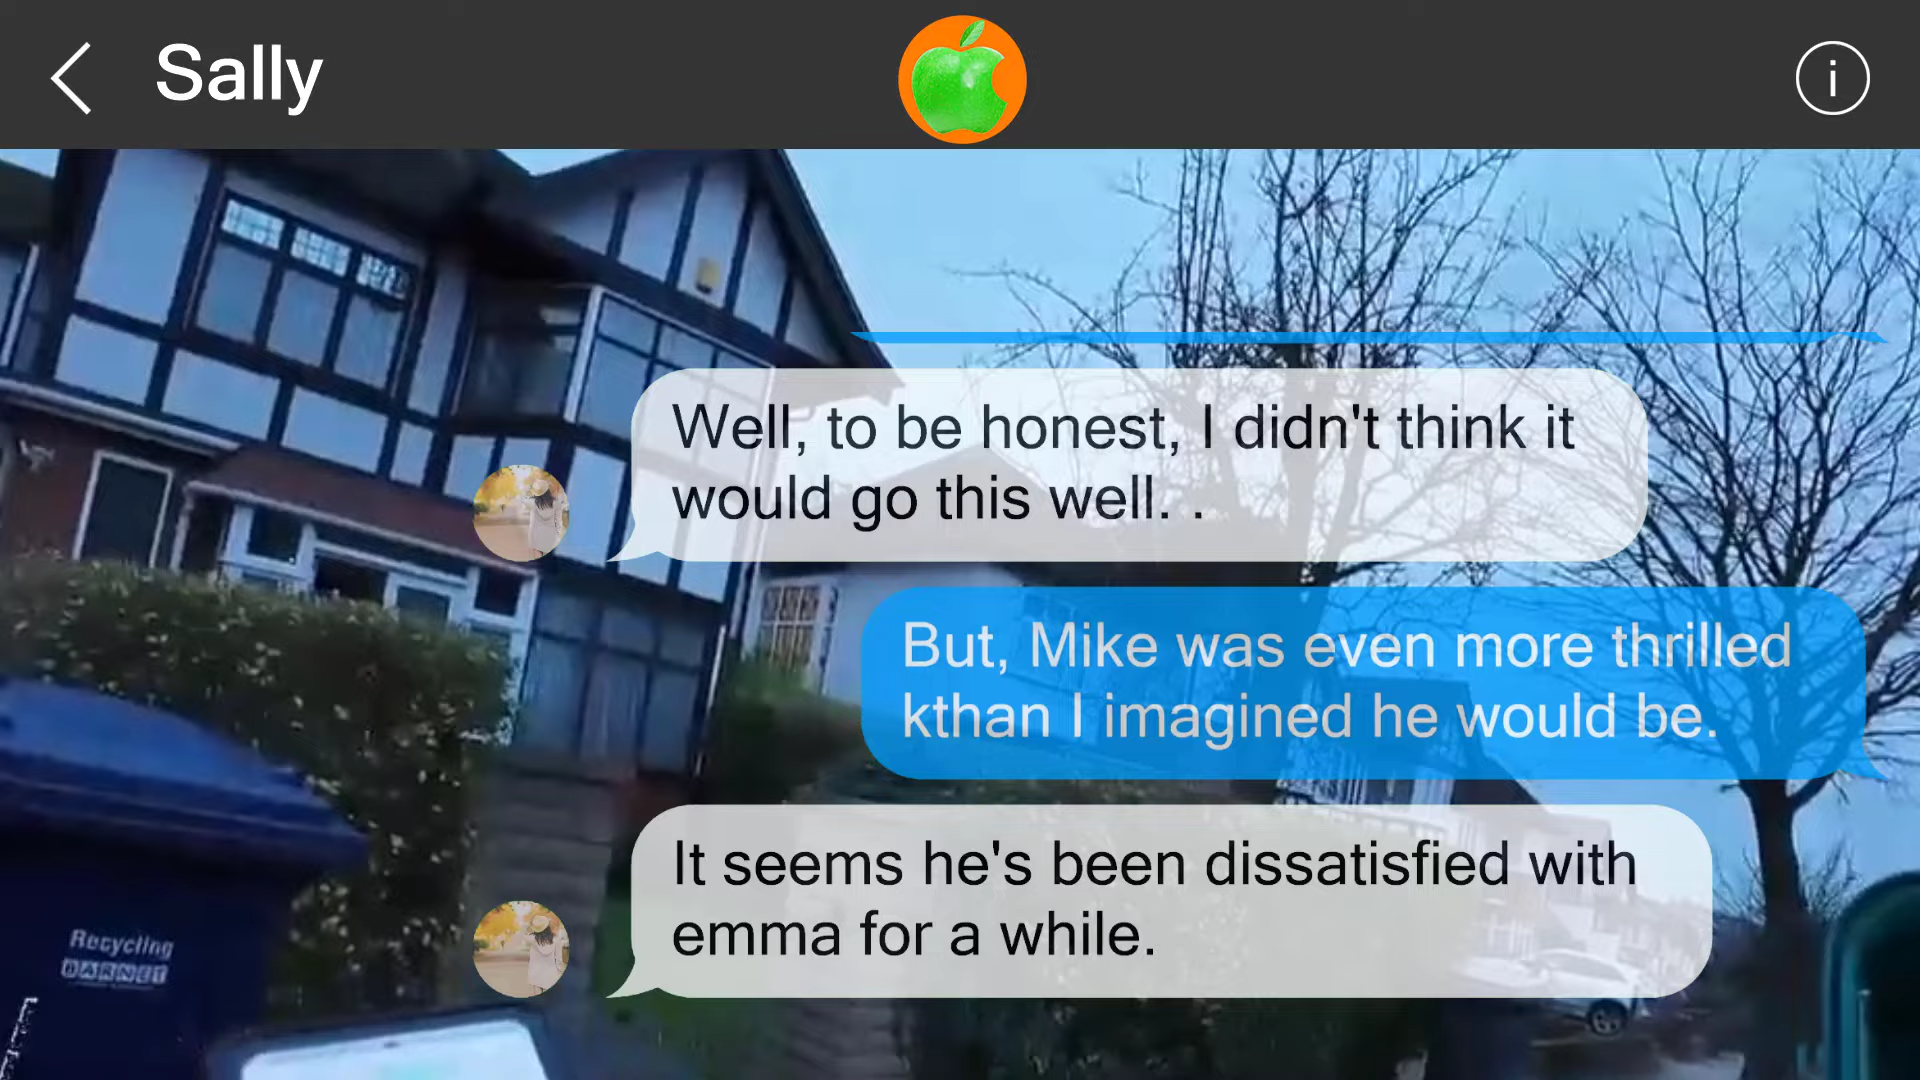 Sally
Well, to be honest, I didn't think it
would go this well. .
But, Mike was even more thrilled
kthan I imagined he would be.
It seems he's been dissatisfied with
emma for a while.
Recycling
BARNET